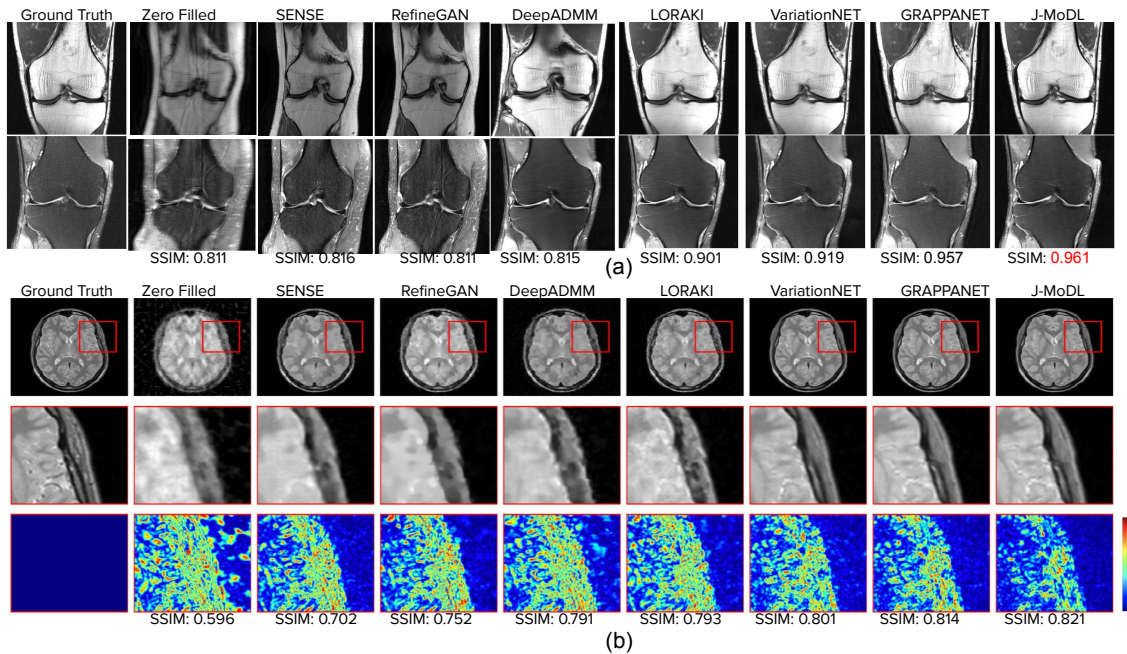 Ground Truth Zero Filled SENSE RefineGAN DeepADMM LORAKI VariationNET GRAPPANET J-MoDL
SSIM: 0.811 SSIM: 0.816 SSIM: 0.811 SSIM: 0.815 SSIM: 0.901 SSIM: 0.919 SSIM: 0.957 SSIM: 0.961
(a)
Ground Truth Zero Filled SENSE RefineGAN DeepADMM LORAKI VariationNET GRAPPANET J-MoDL
SSIM: 0.596 SSIM: 0.702 SSIM: 0.752 SSIM: 0.791 SSIM: 0.793 SSIM: 0.801 SSIM: 0.814 SSIM: 0.821
(b)